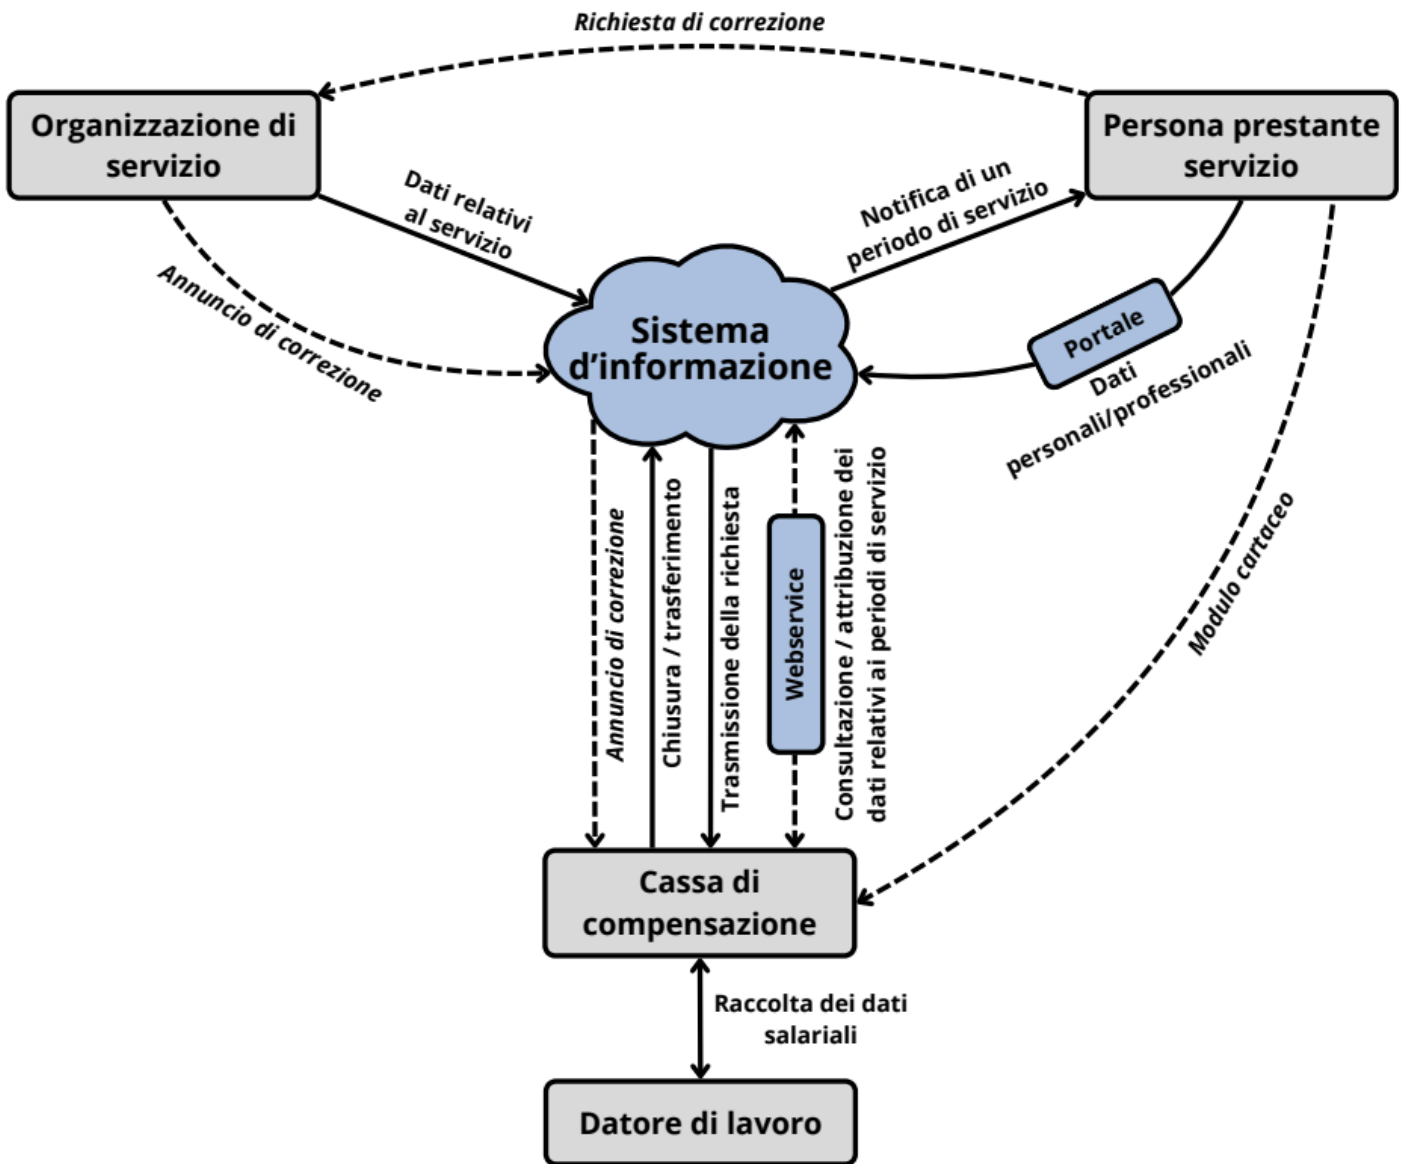 Richiesta di correzione
Organizzazione di
servizio
Persona prestante
servizio
Dati relativi
al servizio
Notifica di un
periodo di servizio
Annuncio di correzione
Sistema
d’informazione
Portale
Dati
personali/professionali
Annuncio di correzione
Chiusura / trasferimento
Trasmissione della richiesta
Webservice
Consultazione / attribuzione dei
dati relativi ai periodi di servizio
Modulo cartaceo
Cassa di
compensazione
Raccolta dei dati
salariali
Datore di lavoro